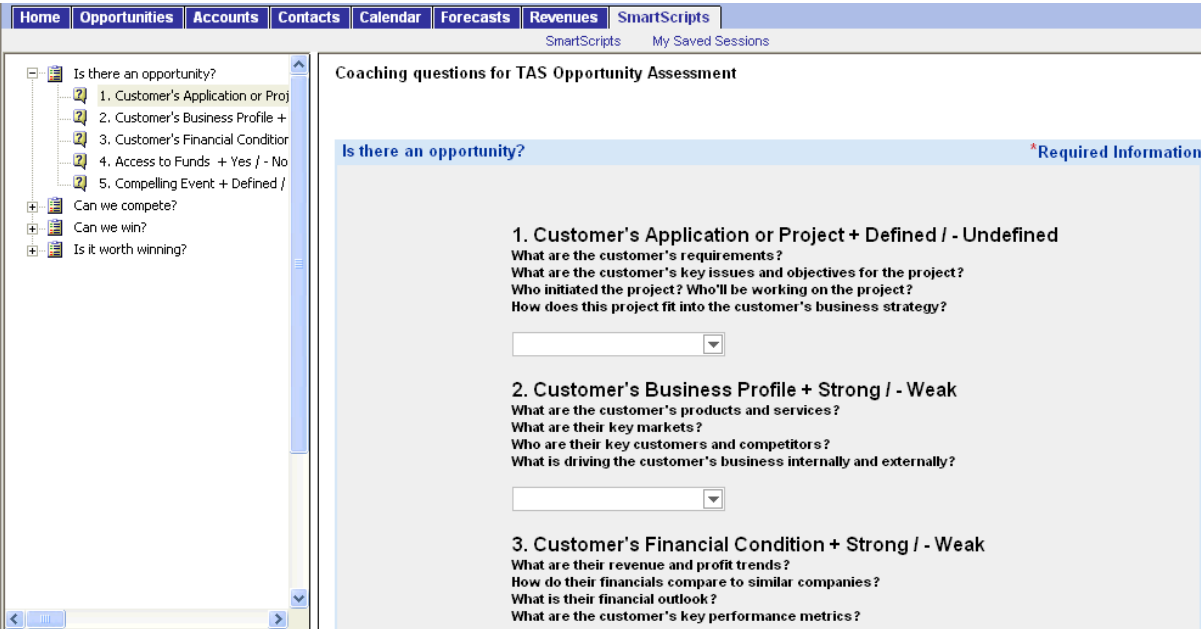 Home Opportunities Accounts Contacts Calendar Forecasts Revenues SmartScripts
SmartScripts My Saved Sessions
Is there an opportunity?
1. Customer's Application or Proj
2. Customer's Business Profile +
3. Customer's Financial Condition
4. Access to Funds + Yes / - No
5. Compelling Event + Defined /
Can we compete?
Can we win?
Is it worth winning?
Coaching questions for TAS Opportunity Assessment
Is there an opportunity? *Required Information
1. Customer's Application or Project + Defined / - Undefined
What are the customer's requirements?
What are the customer's key issues and objectives for the project?
Who initiated the project? Who'll be working on the project?
How does this project fit into the customer's business strategy?
2. Customer's Business Profile + Strong / - Weak
What are the customer's products and services?
What are their key markets?
Who are their key customers and competitors?
What is driving the customer's business internally and externally?
3. Customer's Financial Condition + Strong / - Weak
What are their revenue and profit trends?
How do their financials compare to similar companies?
What is their financial outlook?
What are the customer's key performance metrics?